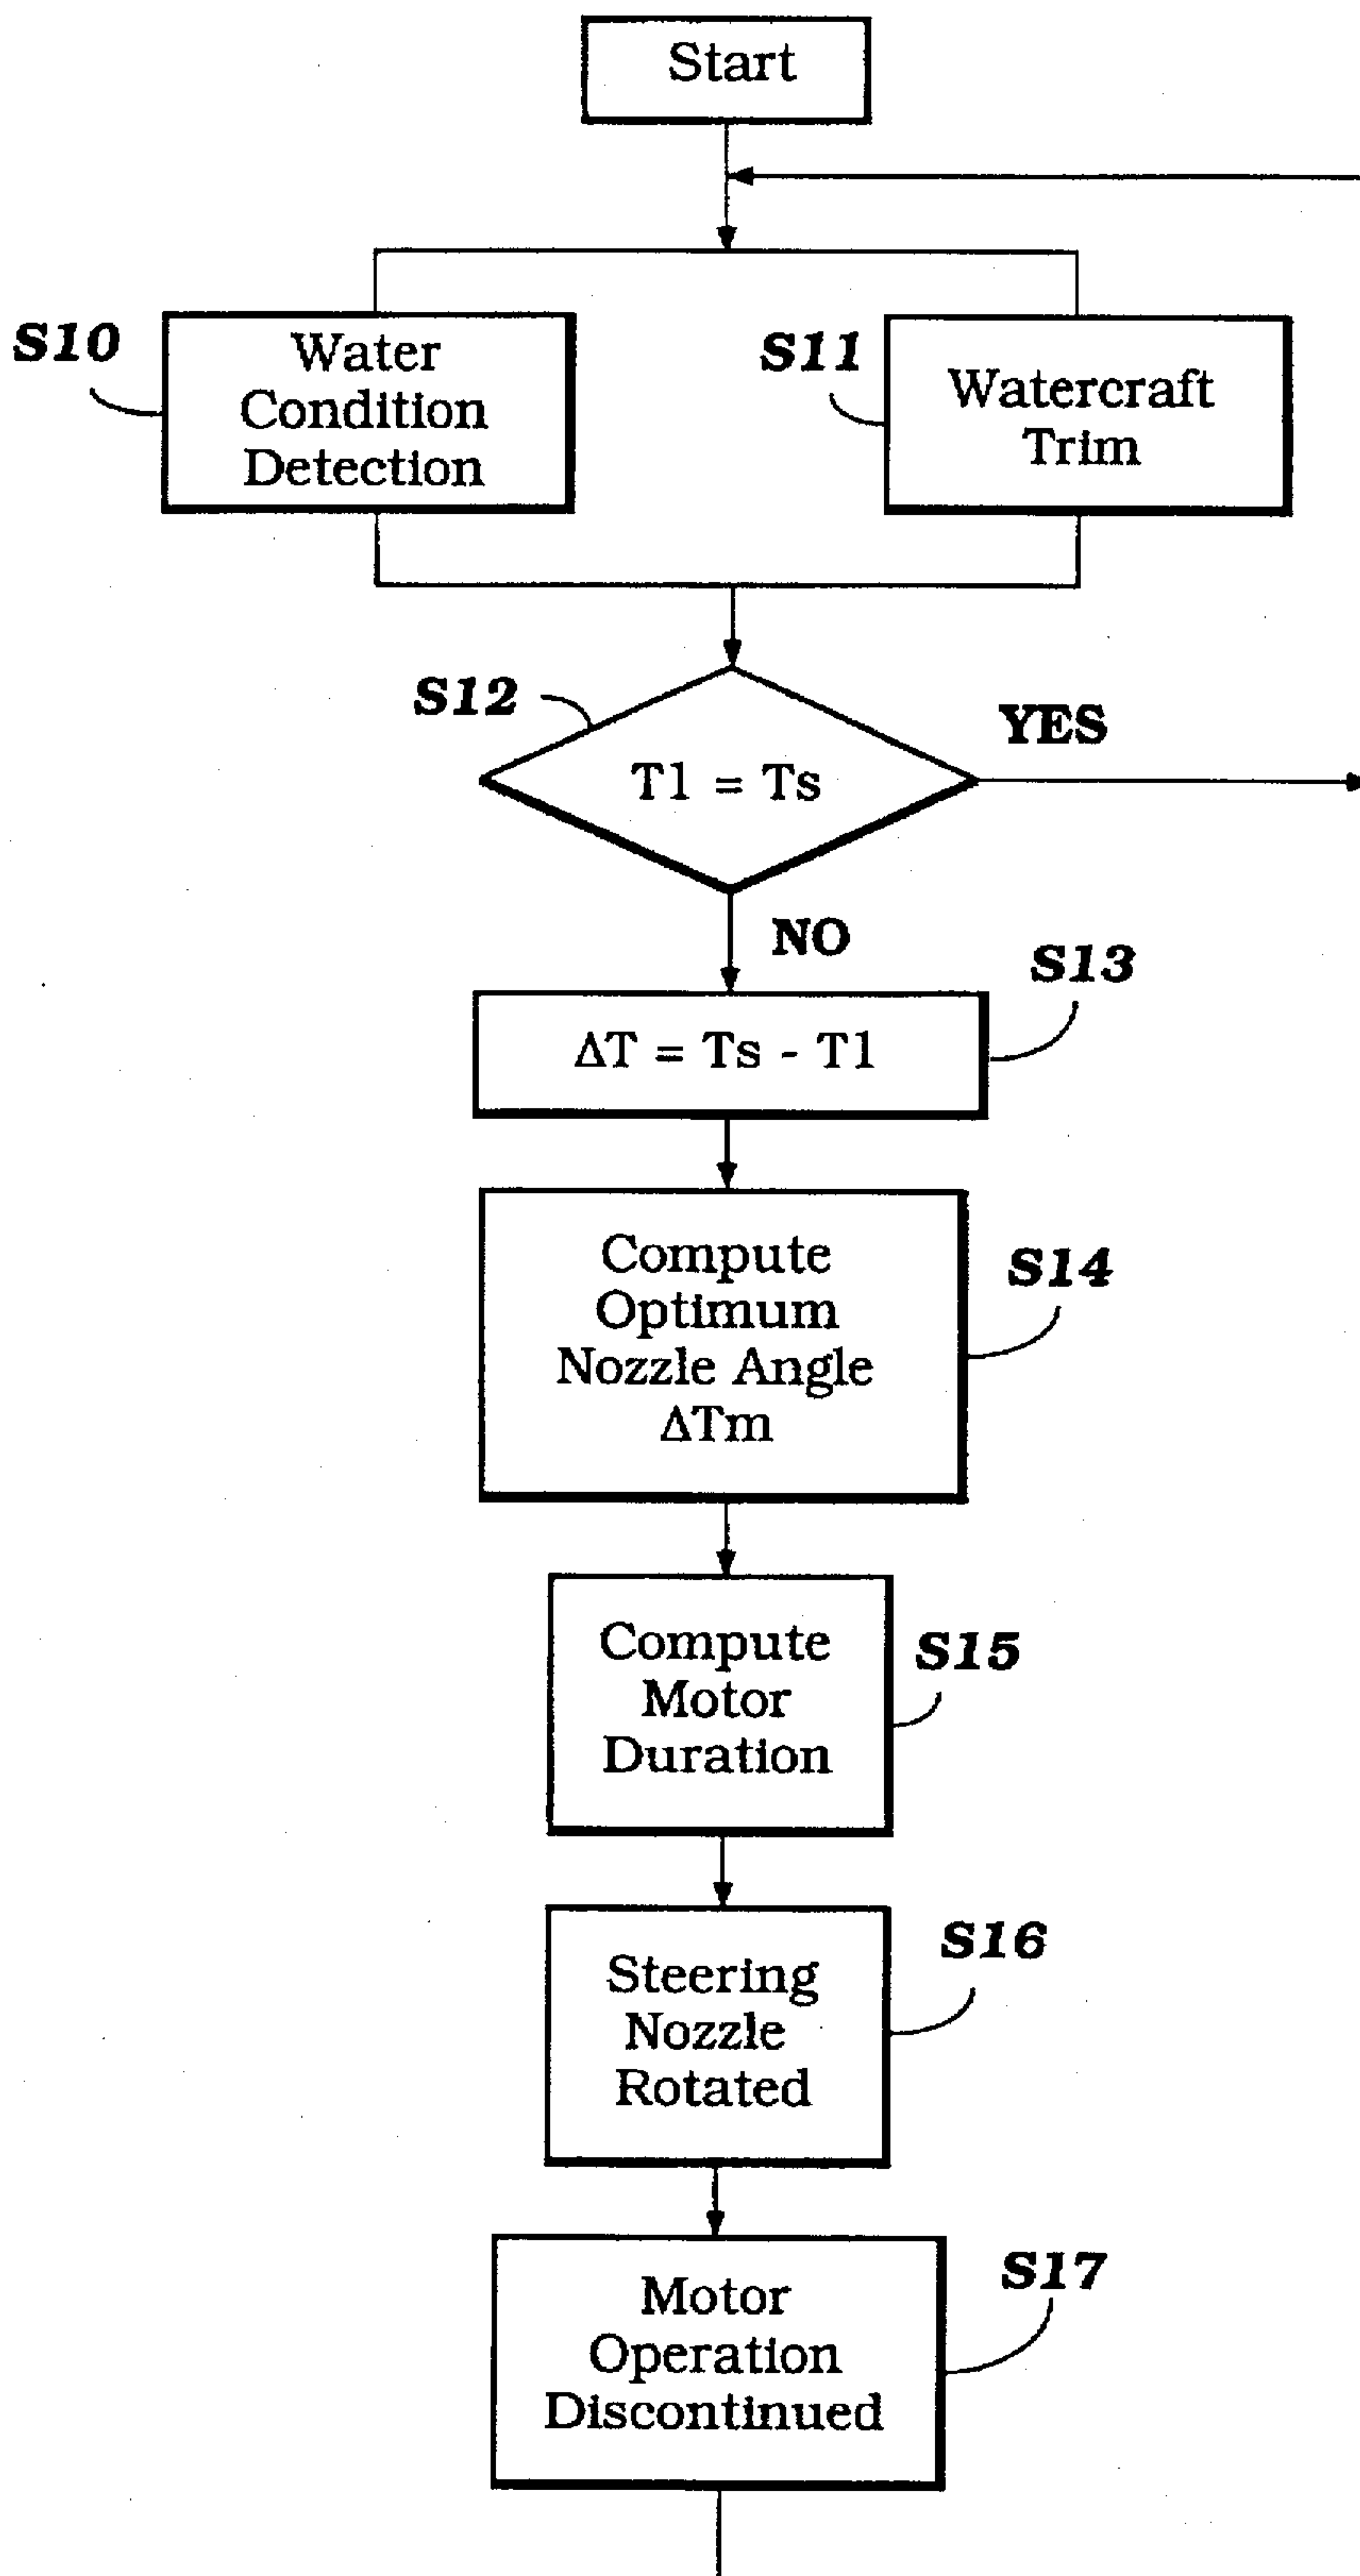 Start
S10
Water
Condition
Detection
S11
Watercraft
Trim
S12
T1 = Ts
YES
NO
S13
ΔT = Ts - T1
Compute
Optimum
Nozzle Angle
ΔTm
S14
Compute
Motor
Duration
S15
Steering
Nozzle
Rotated
S16
Motor
Operation
Discontinued
S17